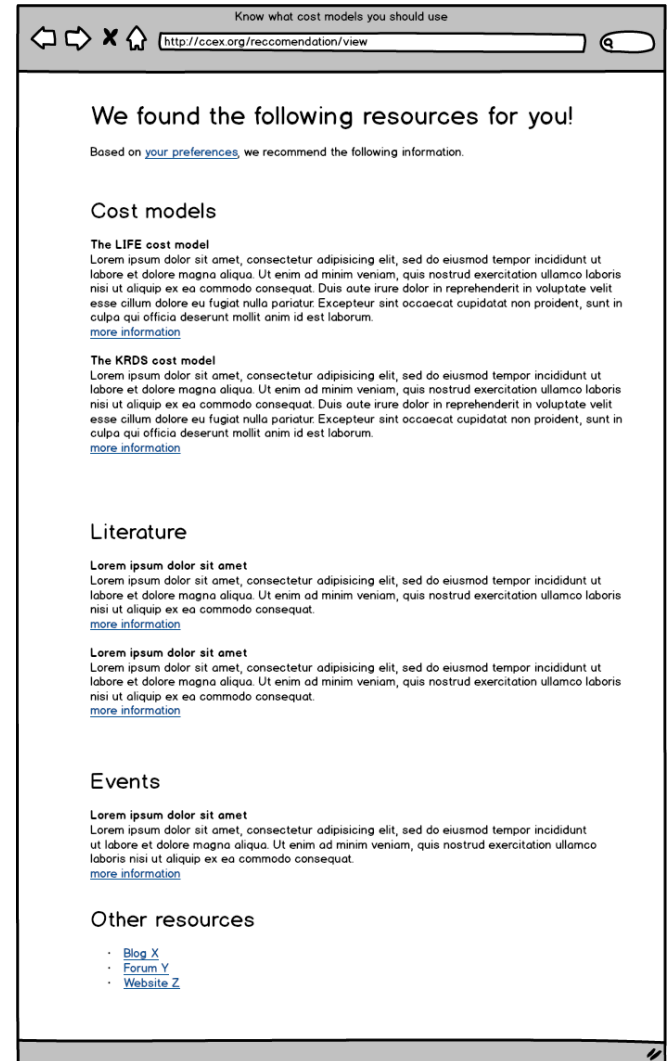 Know what cost models you should use
http://ccex.org/reccomendation/view
We found the following resources for you!
Based on your preferences, we recommend the following information.
Cost models
The LIFE cost model
Lorem ipsum dolor sit amet, consectetur adipisicing elit, sed do eiusmod tempor incididunt ut
labore et dolore magna aliqua. Ut enim ad minim veniam, quis nostrud exercitation ullamco laboris
nisi ut aliquip ex ea commodo consequat. Duis aute irure dolor in reprehenderit in voluptate velit
esse cillum dolore eu fugiat nulla pariatur. Excepteur sint occaecat cupidatat non proident, sunt in
culpa qui officia deserunt mollit anim id est laborum.
more information
The KRDS cost model
Lorem ipsum dolor sit amet, consectetur adipisicing elit, sed do eiusmod tempor incididunt ut
labore et dolore magna aliqua. Ut enim ad minim veniam, quis nostrud exercitation ullamco laboris
nisi ut aliquip ex ea commodo consequat. Duis aute irure dolor in reprehenderit in voluptate velit
esse cillum dolore eu fugiat nulla pariatur. Excepteur sint occaecat cupidatat non proident, sunt in
culpa qui officia deserunt mollit anim id est laborum.
more information
Literature
Lorem ipsum dolor sit amet
Lorem ipsum dolor sit amet, consectetur adipisicing elit, sed do eiusmod tempor incididunt ut
labore et dolore magna aliqua. Ut enim ad minim veniam, quis nostrud exercitation ullamco laboris
nisi ut aliquip ex ea commodo consequat.
more information
Lorem ipsum dolor sit amet
Lorem ipsum dolor sit amet, consectetur adipisicing elit, sed do eiusmod tempor incididunt ut
labore et dolore magna aliqua. Ut enim ad minim veniam, quis nostrud exercitation ullamco laboris
nisi ut aliquip ex ea commodo consequat.
more information
Events
Lorem ipsum dolor sit amet
Lorem ipsum dolor sit amet, consectetur adipisicing elit, sed do eiusmod tempor incididunt
ut labore et dolore magna aliqua. Ut enim ad minim veniam, quis nostrud exercitation ullamco
laboris nisi ut aliquip ex ea commodo consequat.
more information
Other resources
· Blog X
· Forum Y
· Website Z